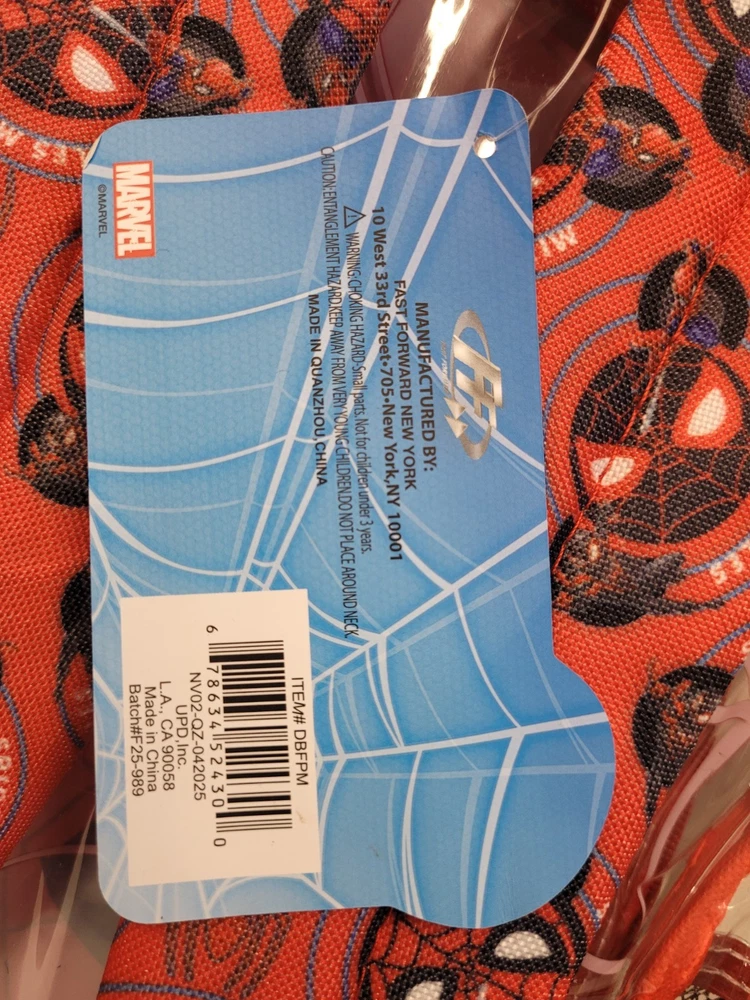 MANUFACTURED BY:
FAST FORWARD NEW YORK
10 West 33rd Street•705•New York,NY 10001
WARNING:CHOKING HAZARD-Small parts. Not for children under 3 years.
CAUTION: ENTANGLEMENT HAZARD.KEEP AWAY FROM VERY YOUNG CHILDREN.DO NOT PLACE AROUND NECK.
MADE IN QUANZHOU,CHINA
MARVEL
©MARVEL
ITEM# DBFPM
6 78634 52430 0
NV02-QZ-042025
UPD,Inc.
L.A., CA 90058
Made in China
Batch#F25-989